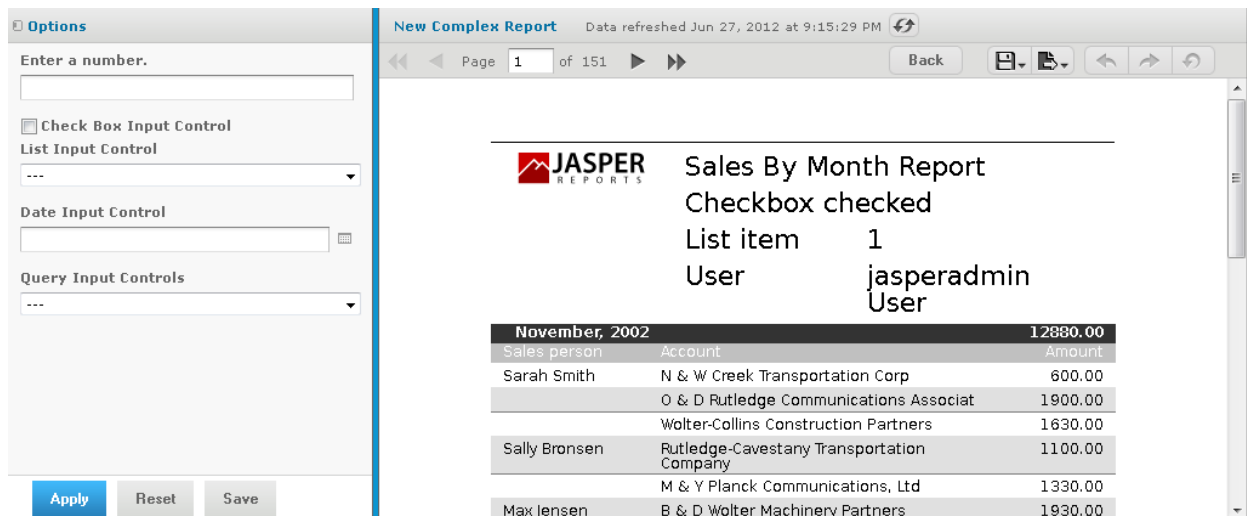 Options
Enter a number.
Check Box Input Control
List Input Control
---
Date Input Control
Query Input Controls
---
Apply Reset Save
New Complex Report Data refreshed Jun 27, 2012 at 9:15:29 PM
Page 1 of 151 Back
JASPER
REPORTS
Sales By Month Report
Checkbox checked
List item 1
User jasperadmin
User
November, 2002 12880.00
Sales person Account Amount
Sarah Smith N & W Creek Transportation Corp 600.00
O & D Rutledge Communications Associat 1900.00
Wolter-Collins Construction Partners 1630.00
Sally Bronsen Rutledge-Cavestany Transportation 1100.00
Company
M & Y Planck Communications, Ltd 1330.00
Max Jensen B & D Wolter Machinery Partners 1930.00